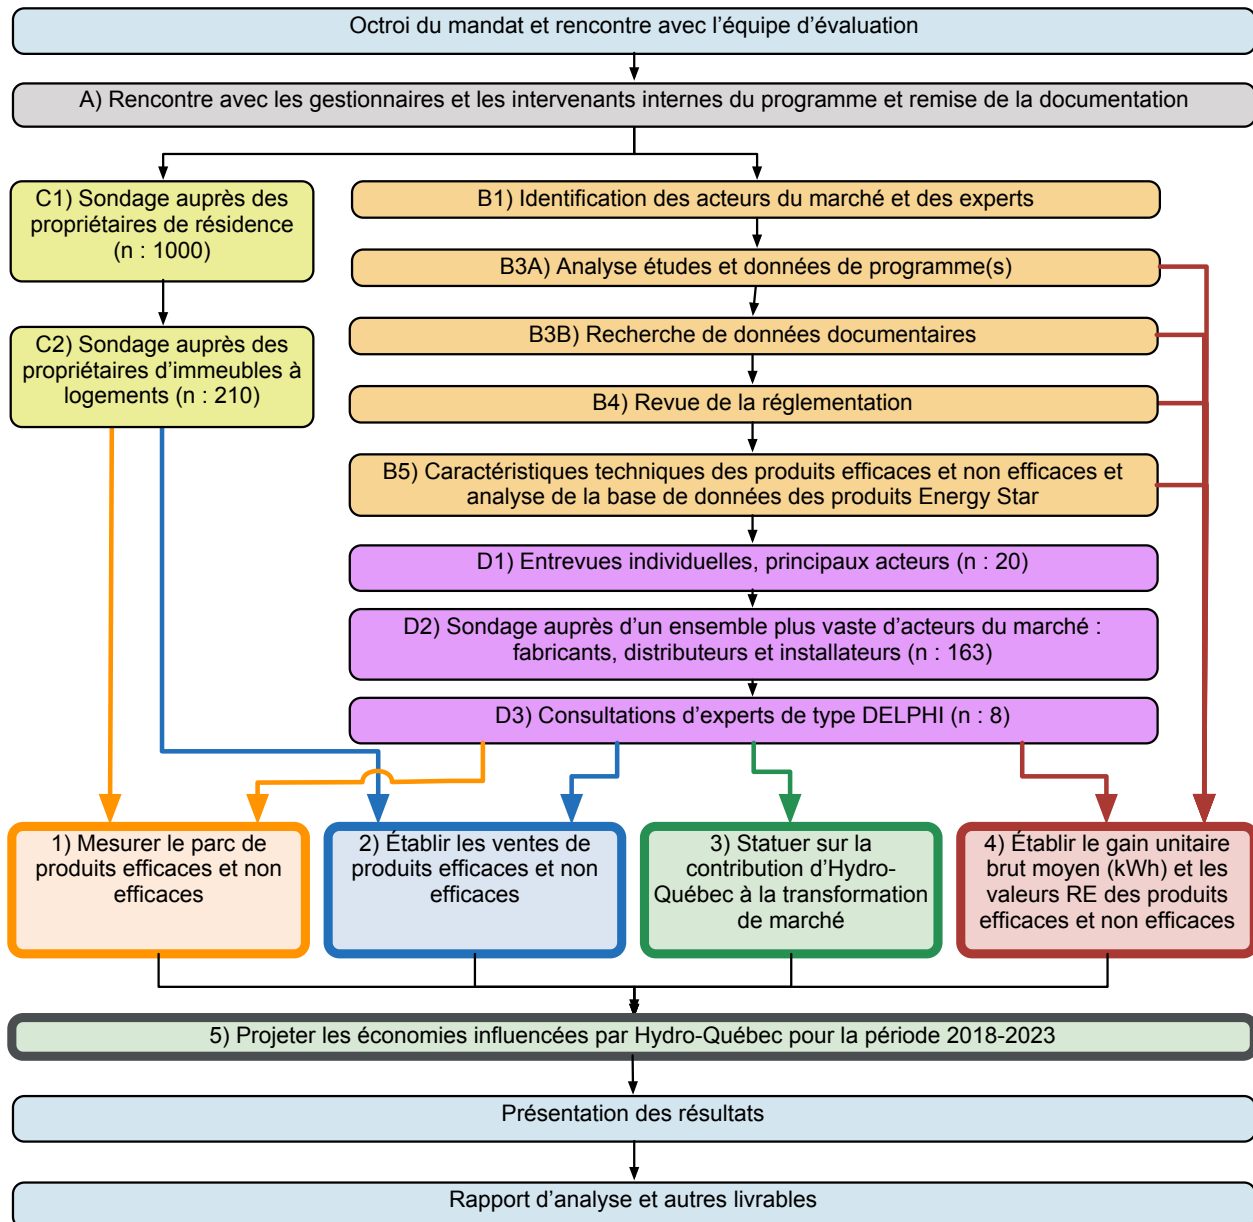 Octroi du mandat et rencontre avec l’équipe d’évaluation
A) Rencontre avec les gestionnaires et les intervenants internes du programme et remise de la documentation
C1) Sondage auprès des
propriétaires de résidence
(n : 1000)
C2) Sondage auprès des
propriétaires d’immeubles à
logements (n : 210)
B1) Identification des acteurs du marché et des experts
B3A) Analyse études et données de programme(s)
B3B) Recherche de données documentaires
B4) Revue de la réglementation
B5) Caractéristiques techniques des produits efficaces et non efficaces et
analyse de la base de données des produits Energy Star
D1) Entrevues individuelles, principaux acteurs (n : 20)
D2) Sondage auprès d’un ensemble plus vaste d’acteurs du marché :
fabricants, distributeurs et installateurs (n : 163)
D3) Consultations d’experts de type DELPHI (n : 8)
1) Mesurer le parc de
produits efficaces et non
efficaces
2) Établir les ventes de
produits efficaces et non
efficaces
3) Statuer sur la
contribution d’Hydro-
Québec à la transformation
de marché
4) Établir le gain unitaire
brut moyen (kWh) et les
valeurs RE des produits
efficaces et non efficaces
5) Projeter les économies influencées par Hydro-Québec pour la période 2018-2023
Présentation des résultats
Rapport d’analyse et autres livrables